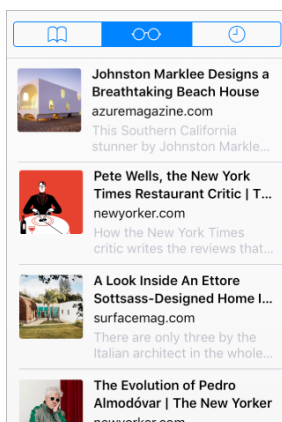 Johnston Marklee Designs a
Breathtaking Beach House
azuremagazine.com
This Southern California
stunner by Johnston Markle...
Pete Wells, the New York
Times Restaurant Critic | T...
newyorker.com
How the New York Times
critic writes the reviews that...
A Look Inside An Ettore
Sottsass-Designed Home I...
surfacemag.com
There are only three by the
Italian architect in the whole...
The Evolution of Pedro
Almodóvar | The New Yorker
newyorker.com